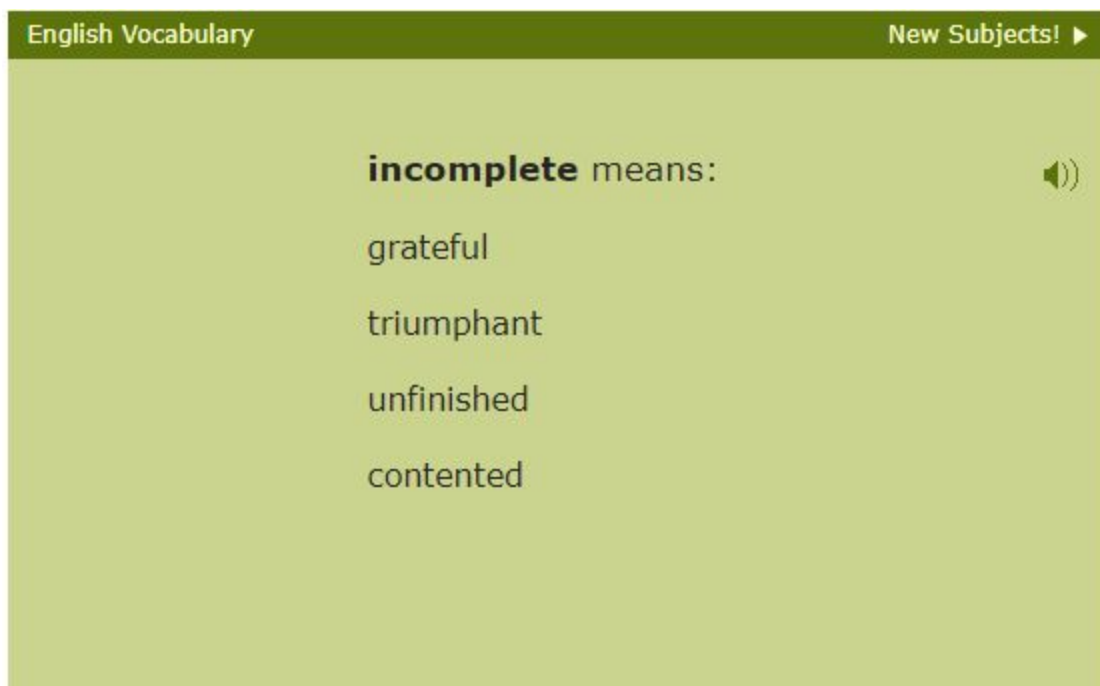 English Vocabulary New Subjects!
incomplete means:
grateful
triumphant
unfinished
contented